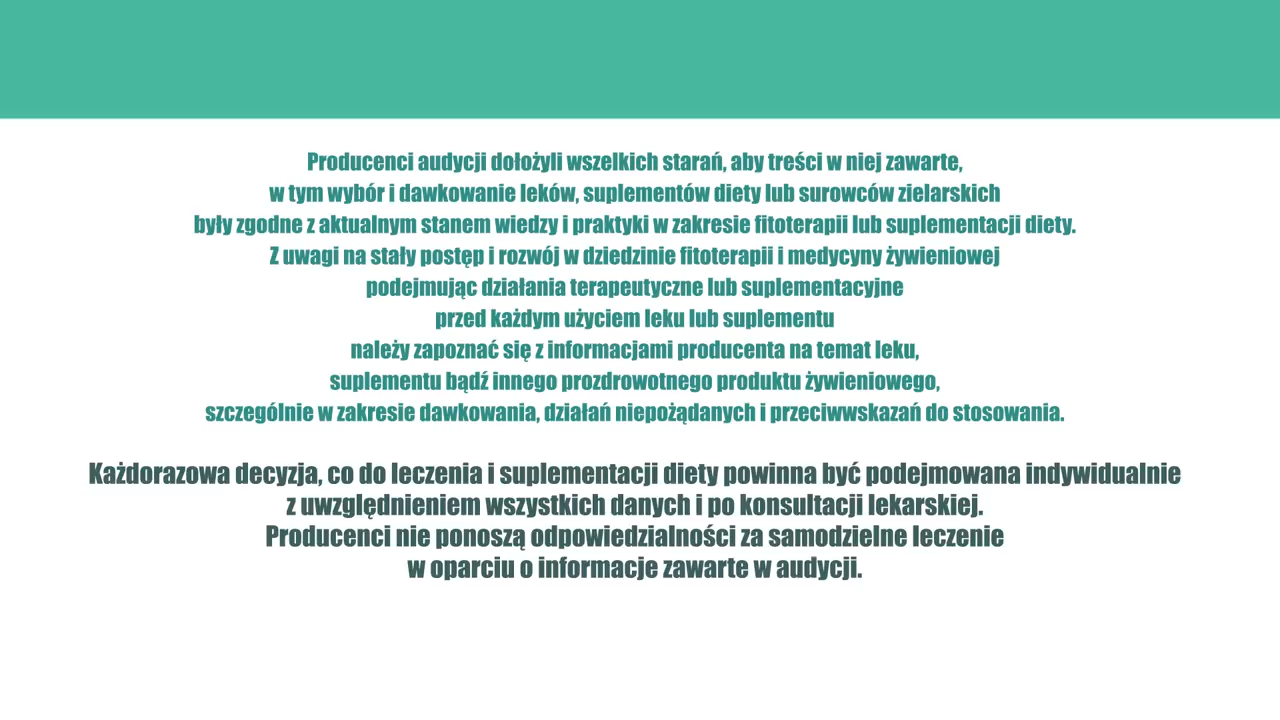 Producenci audycji dołożyli wszelkich starań, aby treści w niej zawarte,
w tym wybór i dawkowanie leków, suplementów diety lub surowców zielarskich
były zgodne z aktualnym stanem wiedzy i praktyki w zakresie fitoterapii lub suplementacji diety.
Z uwagi na stały postęp i rozwój w dziedzinie fitoterapii i medycyny żywieniowej
podejmując działania terapeutyczne lub suplementacyjne
przed każdym użyciem leku lub suplementu
należy zapoznać się z informacjami producenta na temat leku,
suplementu bądź innego prozdrowotnego produktu żywieniowego,
szczególnie w zakresie dawkowania, działań niepożądanych i przeciwwskazań do stosowania.
Każdorazowa decyzja, co do leczenia i suplementacji diety powinna być podejmowana indywidualnie
z uwzględnieniem wszystkich danych i po konsultacji lekarskiej.
Producenci nie ponoszą odpowiedzialności za samodzielne leczenie
w oparciu o informacje zawarte w audycji.